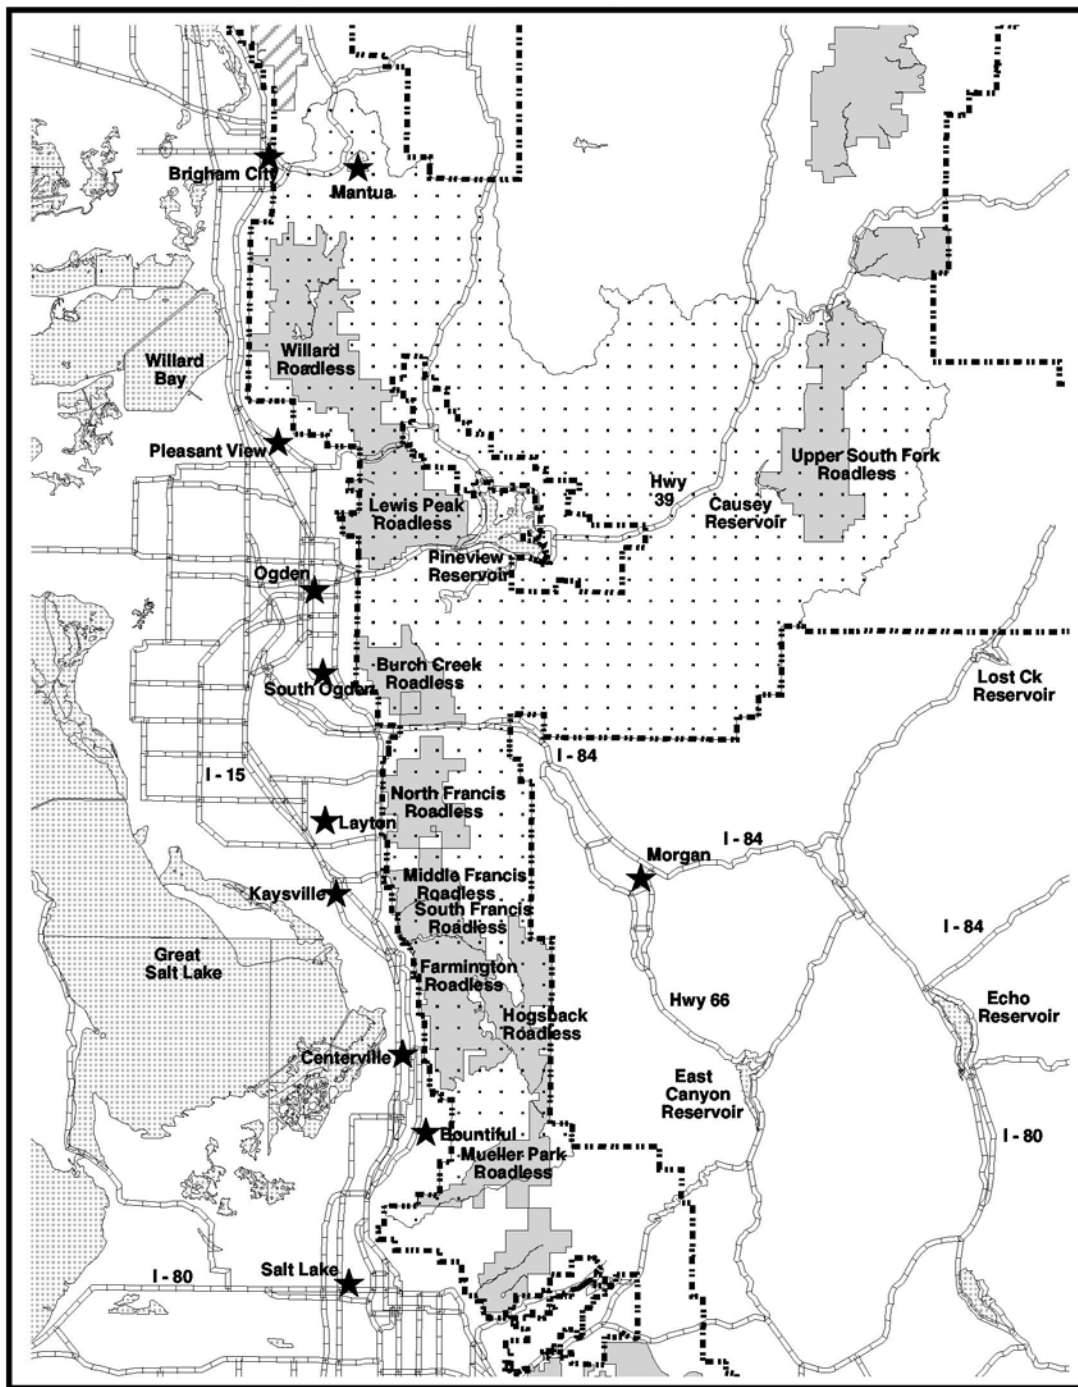 Brigham City
Mantua
Willard
Bay
Willard
Roadless
Pleasant View
Upper South Fork
Roadless
Hwy
39
Lewis Peak
Roadless
Causey
Reservoir
Pineview
Reservoir
Ogden
Burch Creek
Roadless
South Ogden
Lost Ck
Reservoir
I - 84
I - 15
North Francis
Roadless
Layton
I - 84
Morgan
Middle Francis
Roadless
Kaysville
South Francis
Roadless
I - 84
Great
Salt Lake
Farmington
Roadless
Hwy 66
Echo
Reservoir
Hogsback
Roadless
Centerville
East
Canyon
Reservoir
Bountiful
I - 80
Mueller Park
Roadless
Salt Lake
I - 80